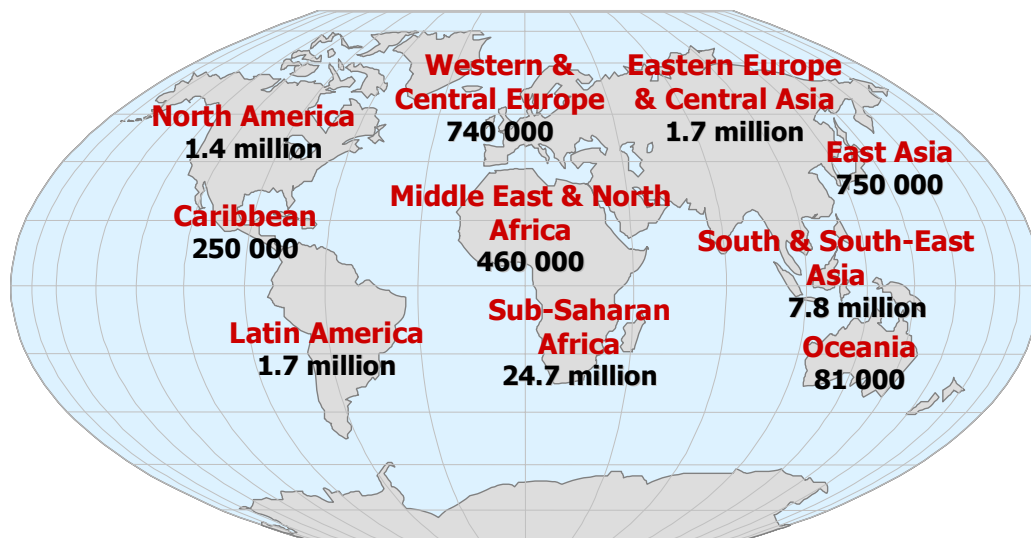 Western &
Central Europe
740 000
Eastern Europe
& Central Asia
1.7 million
North America
1.4 million
East Asia
750 000
Middle East & North
Africa
460 000
Caribbean
250 000
South & South-East
Asia
7.8 million
Sub-Saharan
Africa
24.7 million
Latin America
1.7 million
Oceania
81 000